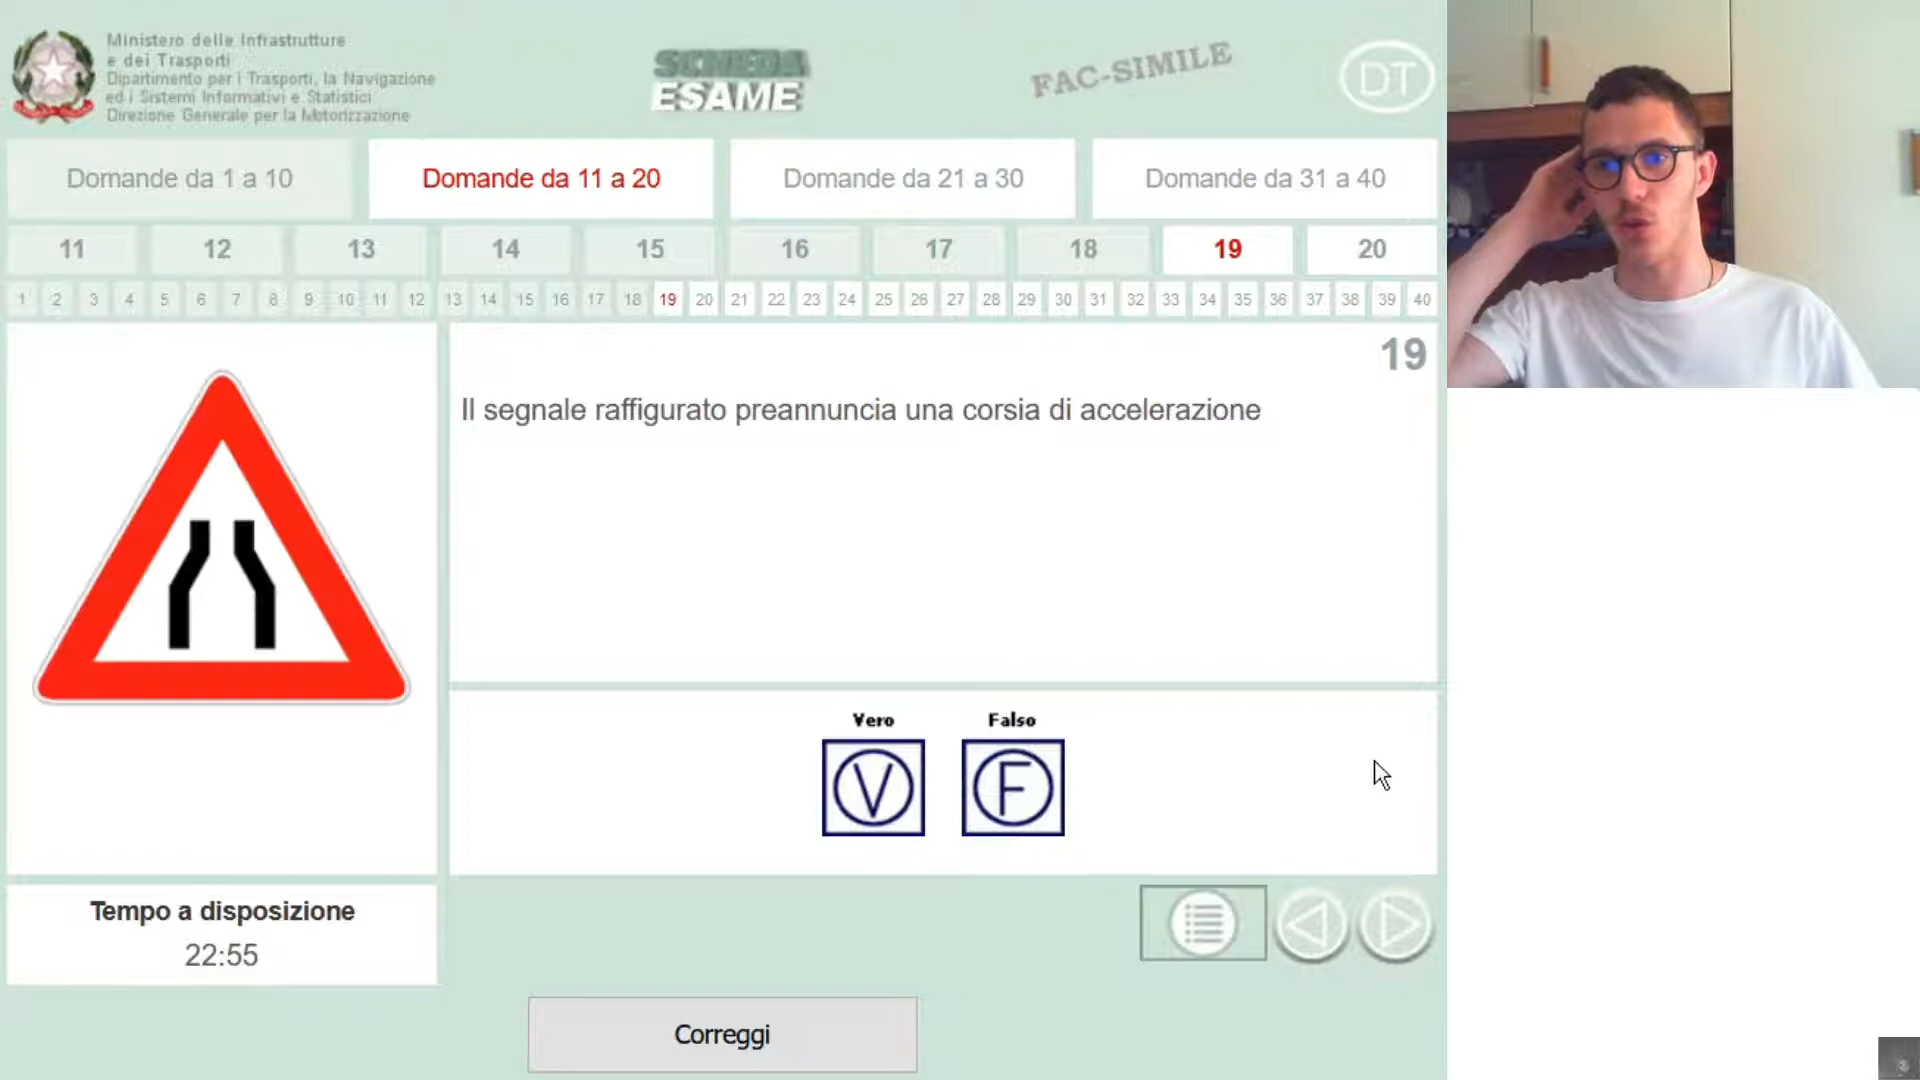 Ministero delle Infrastrutture
e dei Trasporti
Dipartimento per i Trasporti, la Navigazione
ed i Sistemi Informativi e Statistici
Direzione Generale per la Motorizzazione
SCHEDA
ESAME
FAC-SIMILE
DT
Domande da 1 a 10
Domande da 11 a 20
Domande da 21 a 30
Domande da 31 a 40
11 12 13 14 15 16 17 18 19 20
1 2 3 4 5 6 7 8 9 10 11 12 13 14 15 16 17 18 19 20 21 22 23 24 25 26 27 28 29 30 31 32 33 34 35 36 37 38 39 40
19
Il segnale raffigurato preannuncia una corsia di accelerazione
Vero Falso
V F
Tempo a disposizione
22:55
Correggi